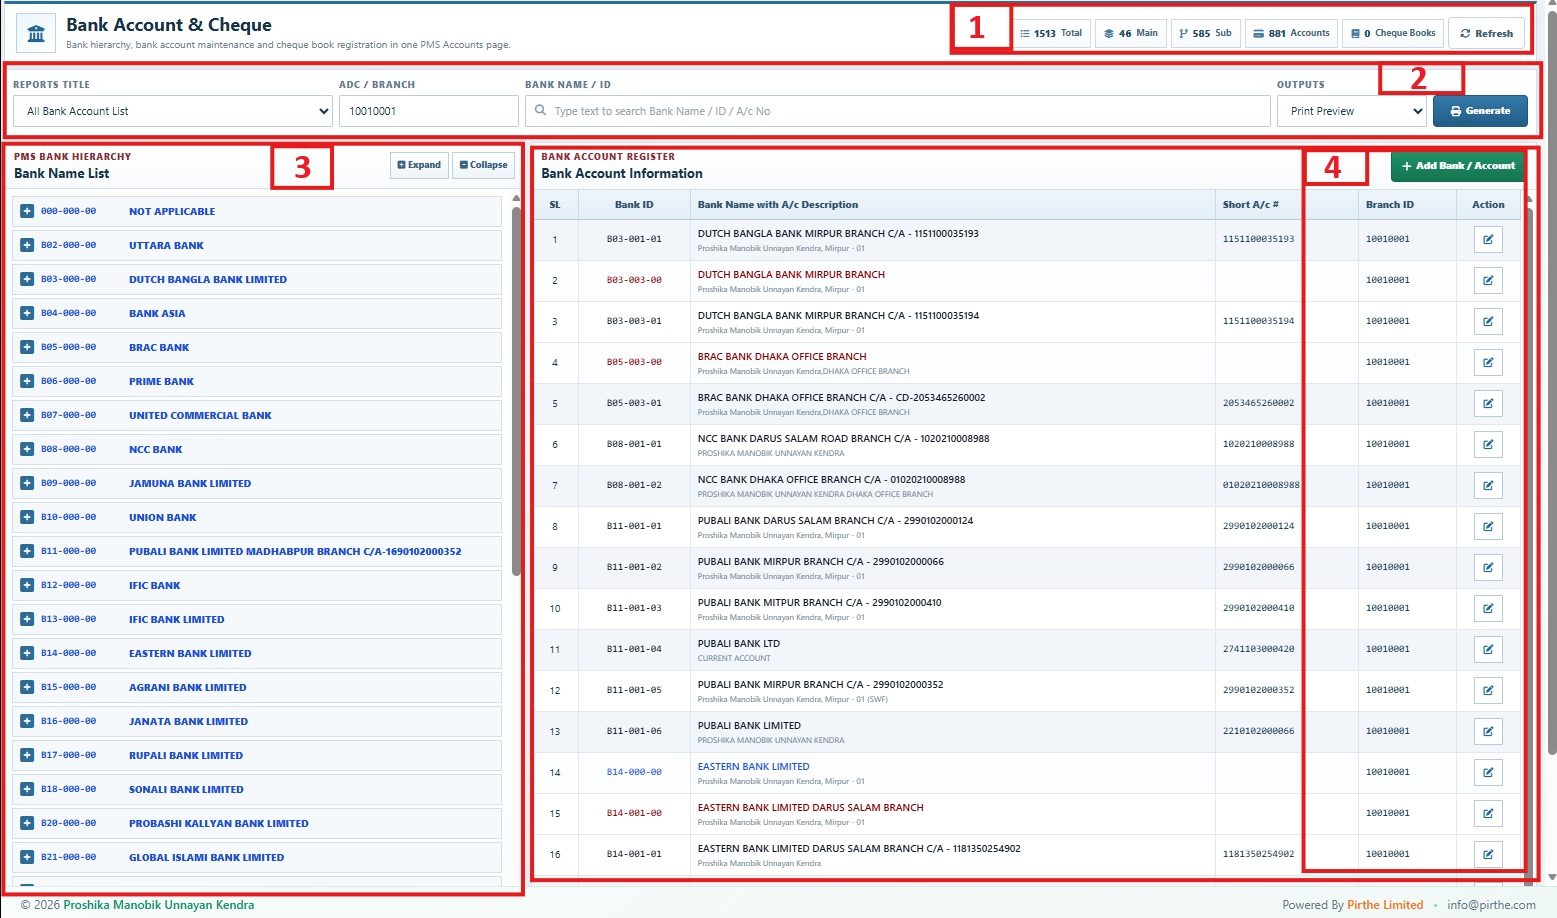 Bank Account & Cheque
Bank hierarchy, bank account maintenance and cheque book registration in one PMS Accounts page.
1
1513 Total
46 Main
585 Sub
881 Accounts
0 Cheque Books
Refresh
2
REPORTS TITLE
ADC / BRANCH
BANK NAME / ID
OUTPUTS
All Bank Account List
10010001
Type text to search Bank Name / ID / A/c No
Print Preview
Generate
PMS BANK HIERARCHY
Bank Name List
3
Expand
Collapse
000-000-00 NOT APPLICABLE
B02-000-00 UTTARA BANK
B03-000-00 DUTCH BANGLA BANK LIMITED
B04-000-00 BANK ASIA
B05-000-00 BRAC BANK
B06-000-00 PRIME BANK
B07-000-00 UNITED COMMERCIAL BANK
B08-000-00 NCC BANK
B09-000-00 JAMUNA BANK LIMITED
B10-000-00 UNION BANK
B11-000-00 PUBALI BANK LIMITED MADHABPUR BRANCH C/A-1690102000352
B12-000-00 IFIC BANK
B13-000-00 IFIC BANK LIMITED
B14-000-00 EASTERN BANK LIMITED
B15-000-00 AGRANI BANK LIMITED
B16-000-00 JANATA BANK LIMITED
B17-000-00 RUPALI BANK LIMITED
B18-000-00 SONALI BANK LIMITED
B20-000-00 PROBASHI KALLYAN BANK LIMITED
B21-000-00 GLOBAL ISLAMI BANK LIMITED
BANK ACCOUNT REGISTER
Bank Account Information
4
Add Bank / Account
SL Bank ID Bank Name with A/c Description Short A/c # Branch ID Action
1 B03-001-01 DUTCH BANGLA BANK MIRPUR BRANCH C/A - 1151100035193 1151100035193 10010001
Proshika Manobik Unnayan Kendra, Mirpur - 01
2 B03-003-00 DUTCH BANGLA BANK MIRPUR BRANCH 10010001
Proshika Manobik Unnayan Kendra, Mirpur - 01
3 B03-003-01 DUTCH BANGLA BANK MIRPUR BRANCH C/A - 1151100035194 1151100035194 10010001
Proshika Manobik Unnayan Kendra, Mirpur - 01
4 B05-003-00 BRAC BANK DHAKA OFFICE BRANCH 10010001
Proshika Manobik Unnayan Kendra,DHAKA OFFICE BRANCH
5 B05-003-01 BRAC BANK DHAKA OFFICE BRANCH C/A - CD-2053465260002 2053465260002 10010001
Proshika Manobik Unnayan Kendra,DHAKA OFFICE BRANCH
6 B08-001-01 NCC BANK DARUS SALAM ROAD BRANCH C/A - 1020210008988 1020210008988 10010001
PROSHIKA MANOBIK UNNAYAN KENDRA
7 B08-001-02 NCC BANK DHAKA OFFICE BRANCH C/A - 01020210008988 01020210008988 10010001
PROSHIKA MANOBIK UNNAYAN KENDRA DHAKA OFFICE BRANCH
8 B11-001-01 PUBALI BANK DARUS SALAM BRANCH C/A - 2990102000124 2990102000124 10010001
Proshika Manobik Unnayan Kendra, Mirpur - 01
9 B11-001-02 PUBALI BANK MIRPUR BRANCH C/A - 2990102000066 2990102000066 10010001
Proshika Manobik Unnayan Kendra, Mirpur - 01
10 B11-001-03 PUBALI BANK MITPUR BRANCH C/A - 2990102000410 2990102000410 10010001
Proshika Manobik Unnayan Kendra, Mirpur - 01
11 B11-001-04 PUBALI BANK LTD 2741103000420 10010001
CURRENT ACCOUNT
12 B11-001-05 PUBALI BANK MIRPUR BRANCH C/A - 2990102000352 2990102000352 10010001
Proshika Manobik Unnayan Kendra, Mirpur - 01 (SWF)
13 B11-001-06 PUBALI BANK LIMITED 2210102000066 10010001
PROSHIKA MANOBIK UNNAYAN KENDRA
14 B14-000-00 EASTERN BANK LIMITED 10010001
Proshika Manobik Unnayan Kendra, Mirpur - 01
15 B14-001-00 EASTERN BANK LIMITED DARUS SALAM BRANCH 10010001
Proshika Manobik Unnayan Kendra, Mirpur - 01
16 B14-001-01 EASTERN BANK LIMITED DARUS SALAM BRANCH C/A - 1181350254902 1181350254902 10010001
Proshika Manobik Unnayan Kendra
© 2026 Proshika Manobik Unnayan Kendra
Powered By Pirthe Limited • info@pirthe.com